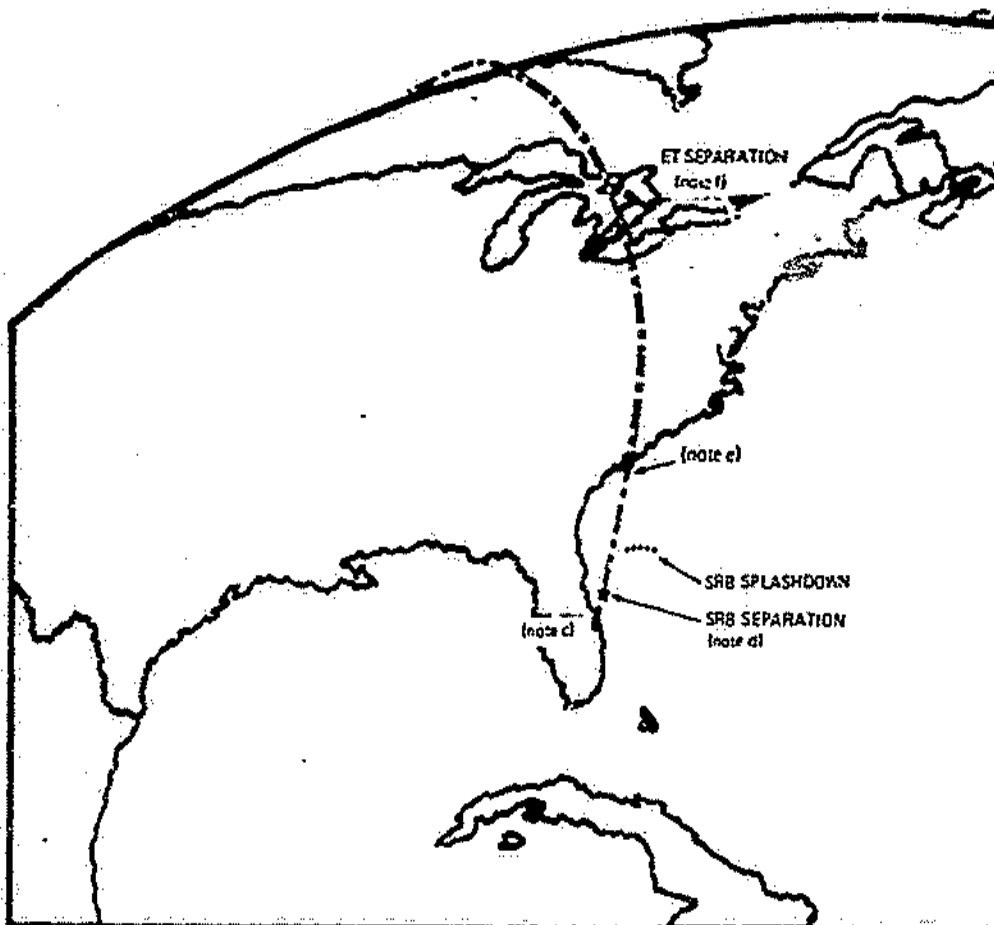 ET SEPARATION
(note f)
(note e)
SRB SPLASHDOWN
SRB SEPARATION
(note d)
(note c)